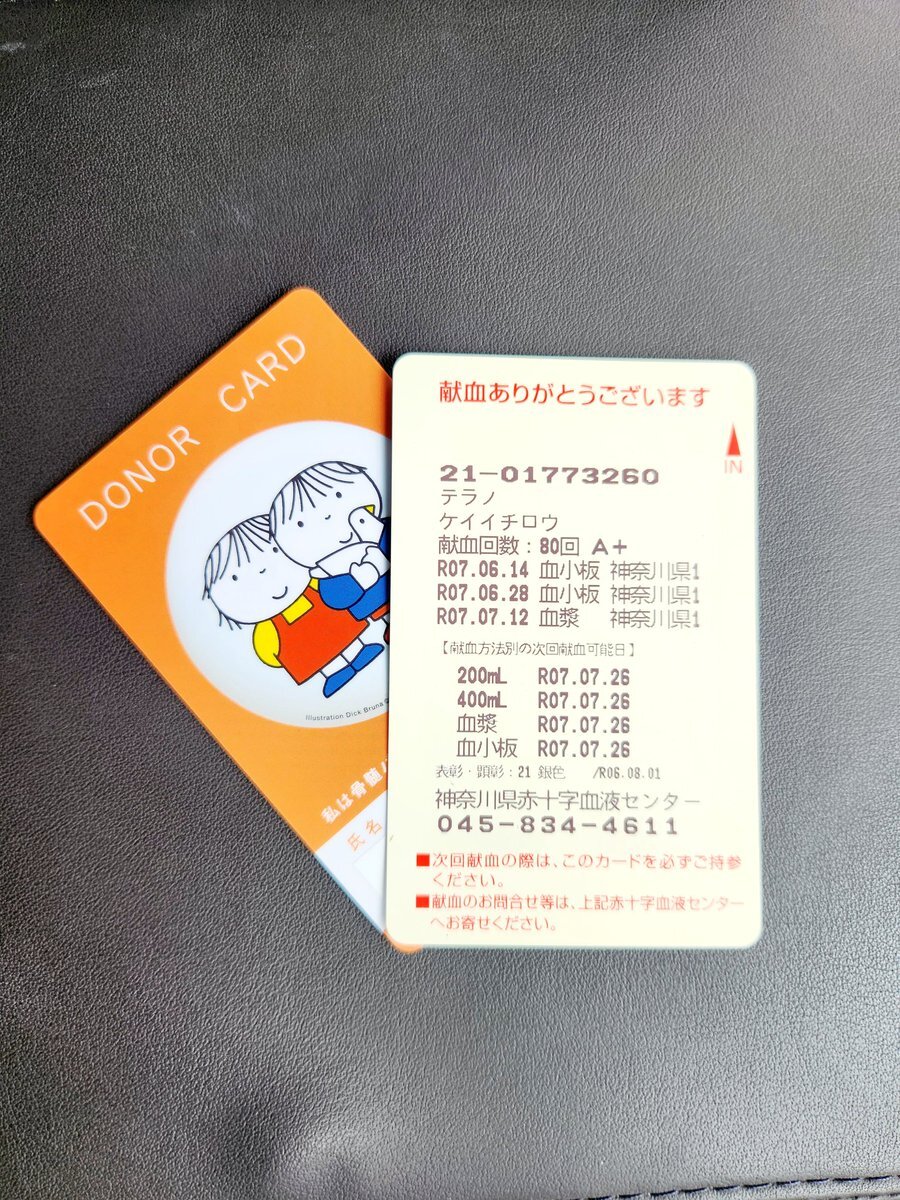 DONOR CARD
Illustration Dick Bruna
私は骨髄
氏名
献血ありがとうございます
IN
21-01773260
テラノ
ケイイチロウ
献血回数:80回 A+
R07.06.14 血小板 神奈川県1
R07.06.28 血小板 神奈川県1
R07.07.12 血漿 神奈川県1
【献血方法別の次回献血可能日】
200mL R07.07.26
400mL R07.07.26
血漿 R07.07.26
血小板 R07.07.26
表彰・顕彰:21 銀色 /R06.08.01
神奈川県赤十字血液センター
045-834-4611
■次回献血の際は、このカードを必ずご持参
ください。
■献血のお問合せ等は、上記赤十字血液センター
へお寄せください。